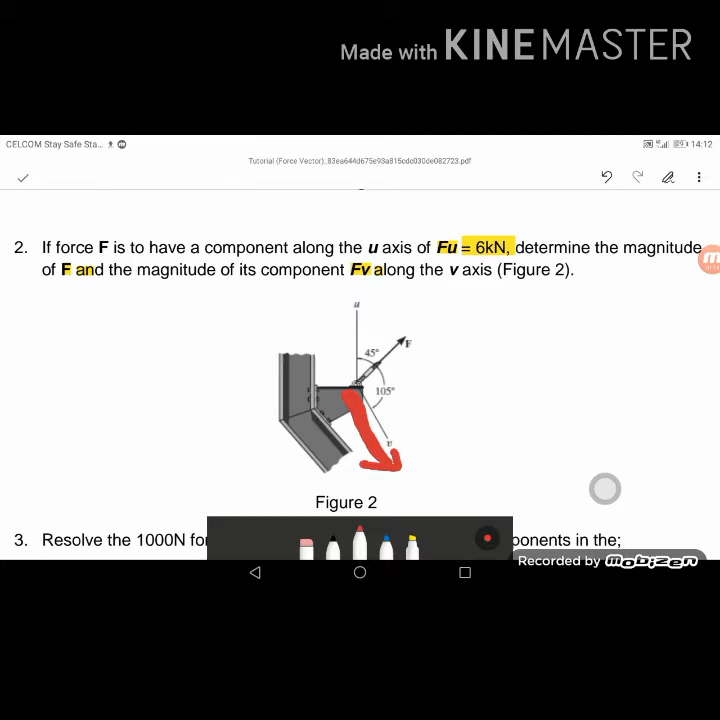 Made with KINEMASTER
CELCOM Stay Safe Sta... 14:12
Tutorial (Force Vector)_83ea644d675e93a815cdc030de082723.pdf
2. If force F is to have a component along the u axis of Fu = 6kN, determine the magnitude
of F and the magnitude of its component Fv along the v axis (Figure 2).
u
45°
F
105°
v
Figure 2
3. Resolve the 1000N for ponents in the;
Recorded by mobizen